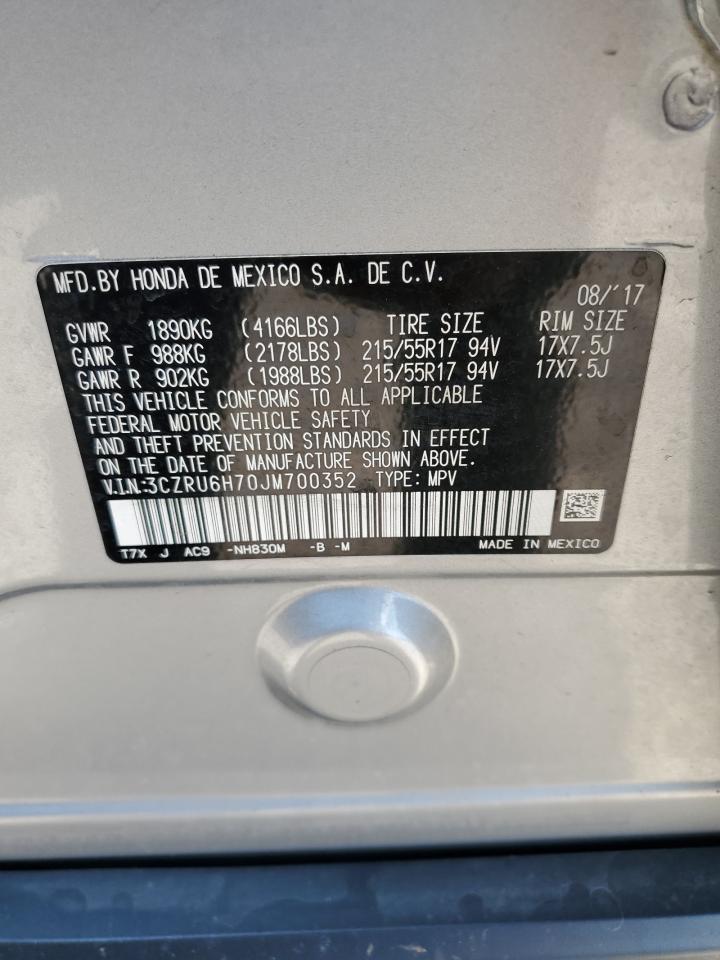 MFD.BY HONDA DE MEXICO S.A. DE C.V.
08/'17
GVWR 1890KG (4166LBS) TIRE SIZE RIM SIZE
GAWR F 988KG (2178LBS) 215/55R17 94V 17X7.5J
GAWR R 902KG (1988LBS) 215/55R17 94V 17X7.5J
THIS VEHICLE CONFORMS TO ALL APPLICABLE
FEDERAL MOTOR VEHICLE SAFETY
AND THEFT PREVENTION STANDARDS IN EFFECT
ON THE DATE OF MANUFACTURE SHOWN ABOVE.
V.I.N:3CZRU6H70JM700352 TYPE: MPV
T7X J AC9 -NH830M -B -M MADE IN MEXICO